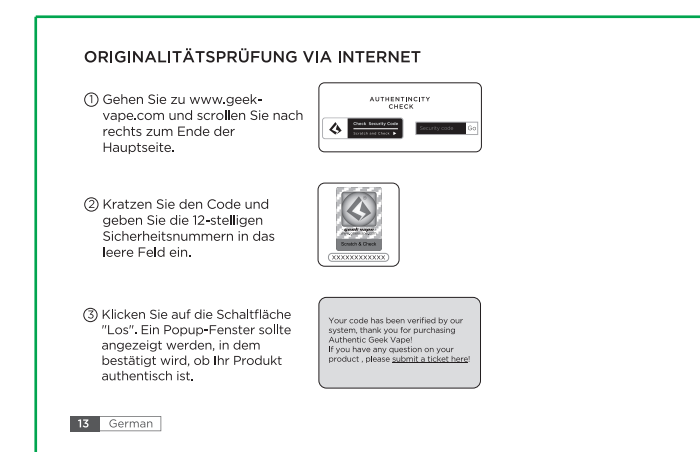 ORIGINALITÄTSPRÜFUNG VIA INTERNET
① Gehen Sie zu www.geek-
vape.com und scrollen Sie nach
rechts zum Ende der
Hauptseite.
AUTHENTINCITY
CHECK
Check Security Code
Scratch and Check
Security code
Go
② Kratzen Sie den Code und
geben Sie die 12-stelligen
Sicherheitsnummern in das
leere Feld ein.
geek vape
Scratch & Check
(XXXXXXXXXXXX)
③ Klicken Sie auf die Schaltfläche
"Los". Ein Popup-Fenster sollte
angezeigt werden, in dem
bestätigt wird, ob Ihr Produkt
authentisch ist.
Your code has been verified by our
system, thank you for purchasing
Authentic Geek Vape!
If you have any question on your
product , please submit a ticket here!
13 German